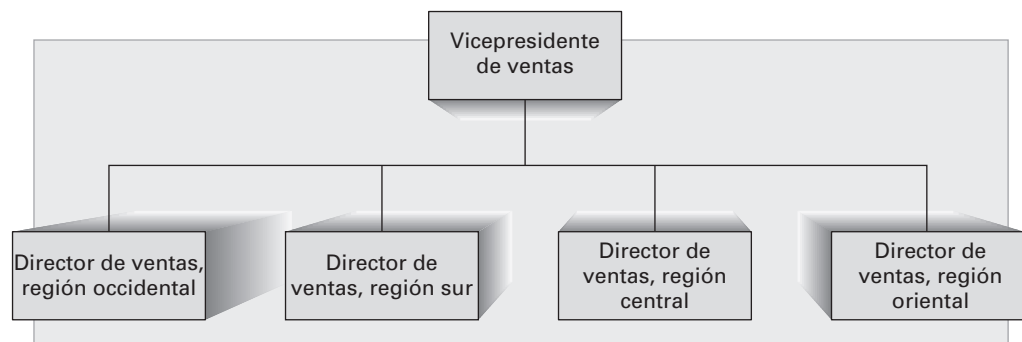 Vicepresidente
de ventas
Director de ventas,
región occidental
Director de
ventas, región sur
Director de
ventas, región
central
Director de
ventas, región
oriental